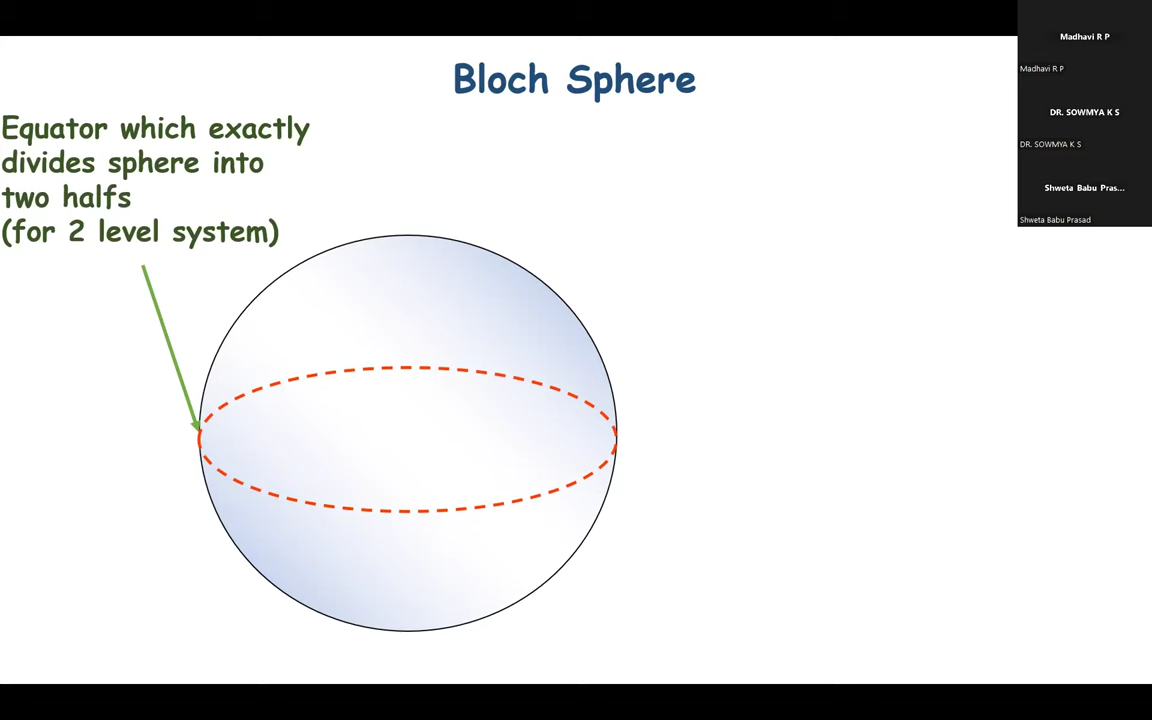 Bloch Sphere
Equator which exactly
divides sphere into
two halfs
(for 2 level system)
Madhavi R P
Madhavi R P
DR. SOWMYA K S
DR. SOWMYA K S
Shweta Babu Pras...
Shweta Babu Prasad